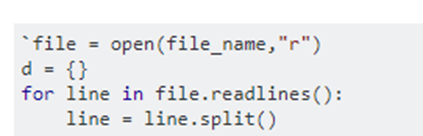 `file = open(file_name,"r")
d = {}
for line in file.readlines():
    line = line.split()